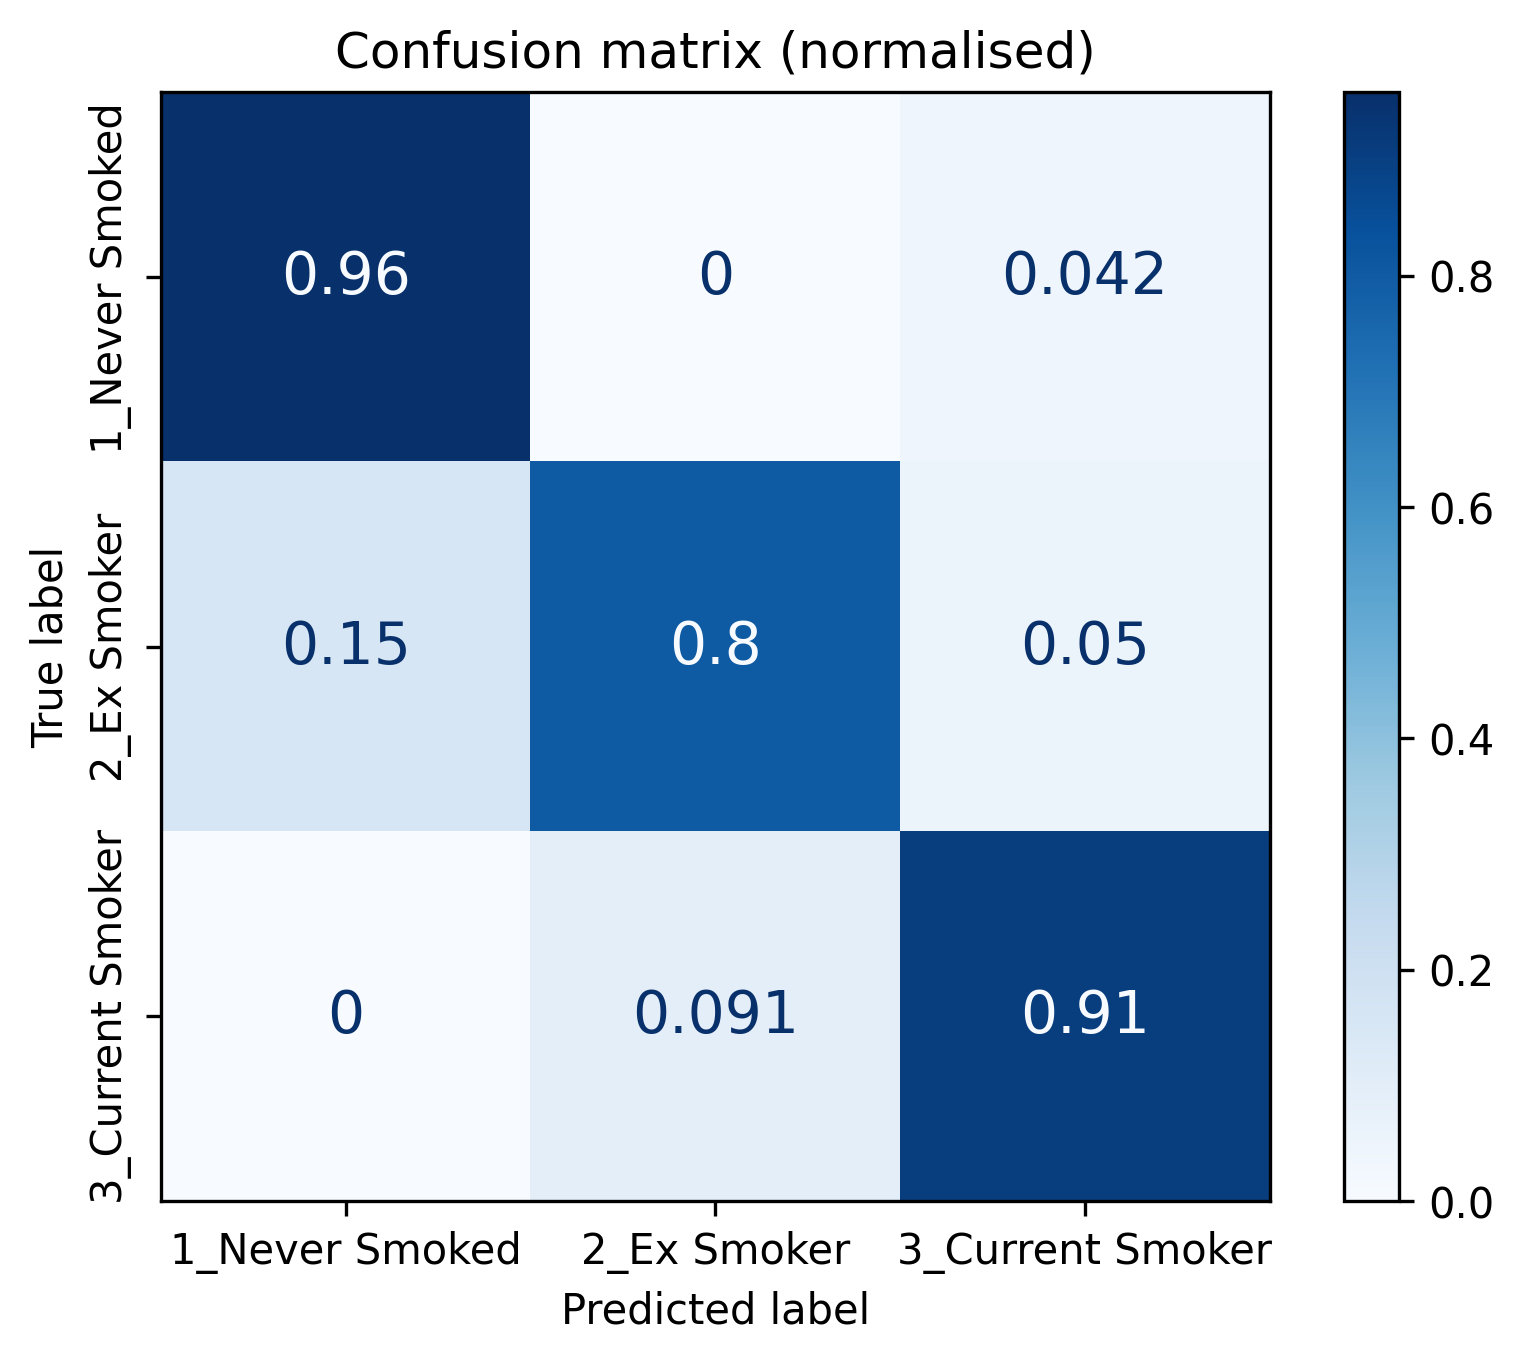 Confusion matrix (normalised)
True label
1_Never Smoked
2_Ex Smoker
3_Current Smoker
0.96 0 0.042
0.15 0.8 0.05
0 0.091 0.91
1_Never Smoked 2_Ex Smoker 3_Current Smoker
Predicted label
0.8
0.6
0.4
0.2
0.0